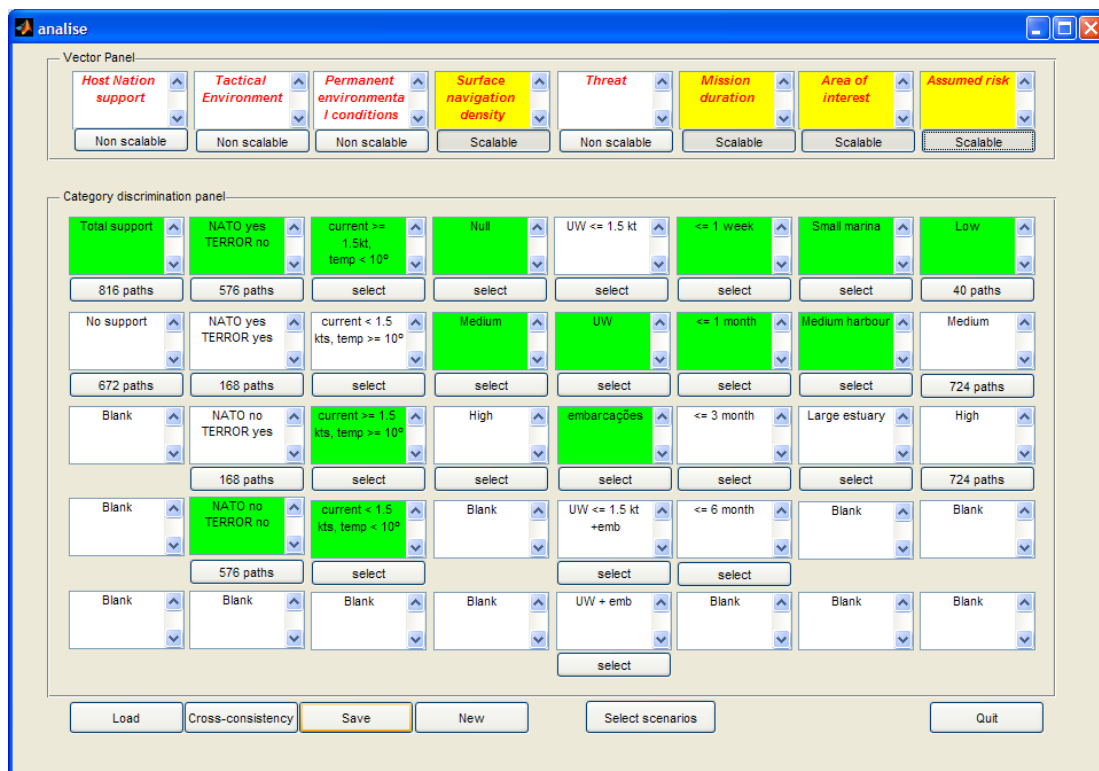 analise
Vector Panel
Host Nation support
Tactical Environment
Permanent environmenta l conditions
Surface navigation density
Threat
Mission duration
Area of interest
Assumed risk
Non scalable
Non scalable
Non scalable
Scalable
Non scalable
Scalable
Scalable
Scalable
Category discrimination panel
Total support
NATO yes TERROR no
current >= 1.5kt, temp < 10º
Null
UW <= 1.5 kt
<= 1 week
Small marina
Low
816 paths
576 paths
select
select
select
select
select
40 paths
No support
NATO yes TERROR yes
current < 1.5 kts, temp >= 10º
Medium
UW
<= 1 month
Medium harbour
Medium
672 paths
168 paths
select
select
select
select
select
724 paths
Blank
NATO no TERROR yes
current >= 1.5 kts, temp >= 10º
High
embarcações
<= 3 month
Large estuary
High
168 paths
select
select
select
select
select
724 paths
Blank
NATO no TERROR no
current < 1.5 kts, temp < 10º
Blank
UW <= 1.5 kt +emb
<= 6 month
Blank
Blank
576 paths
select
select
select
Blank
Blank
Blank
Blank
UW + emb
Blank
Blank
Blank
select
Load
Cross-consistency
Save
New
Select scenarios
Quit